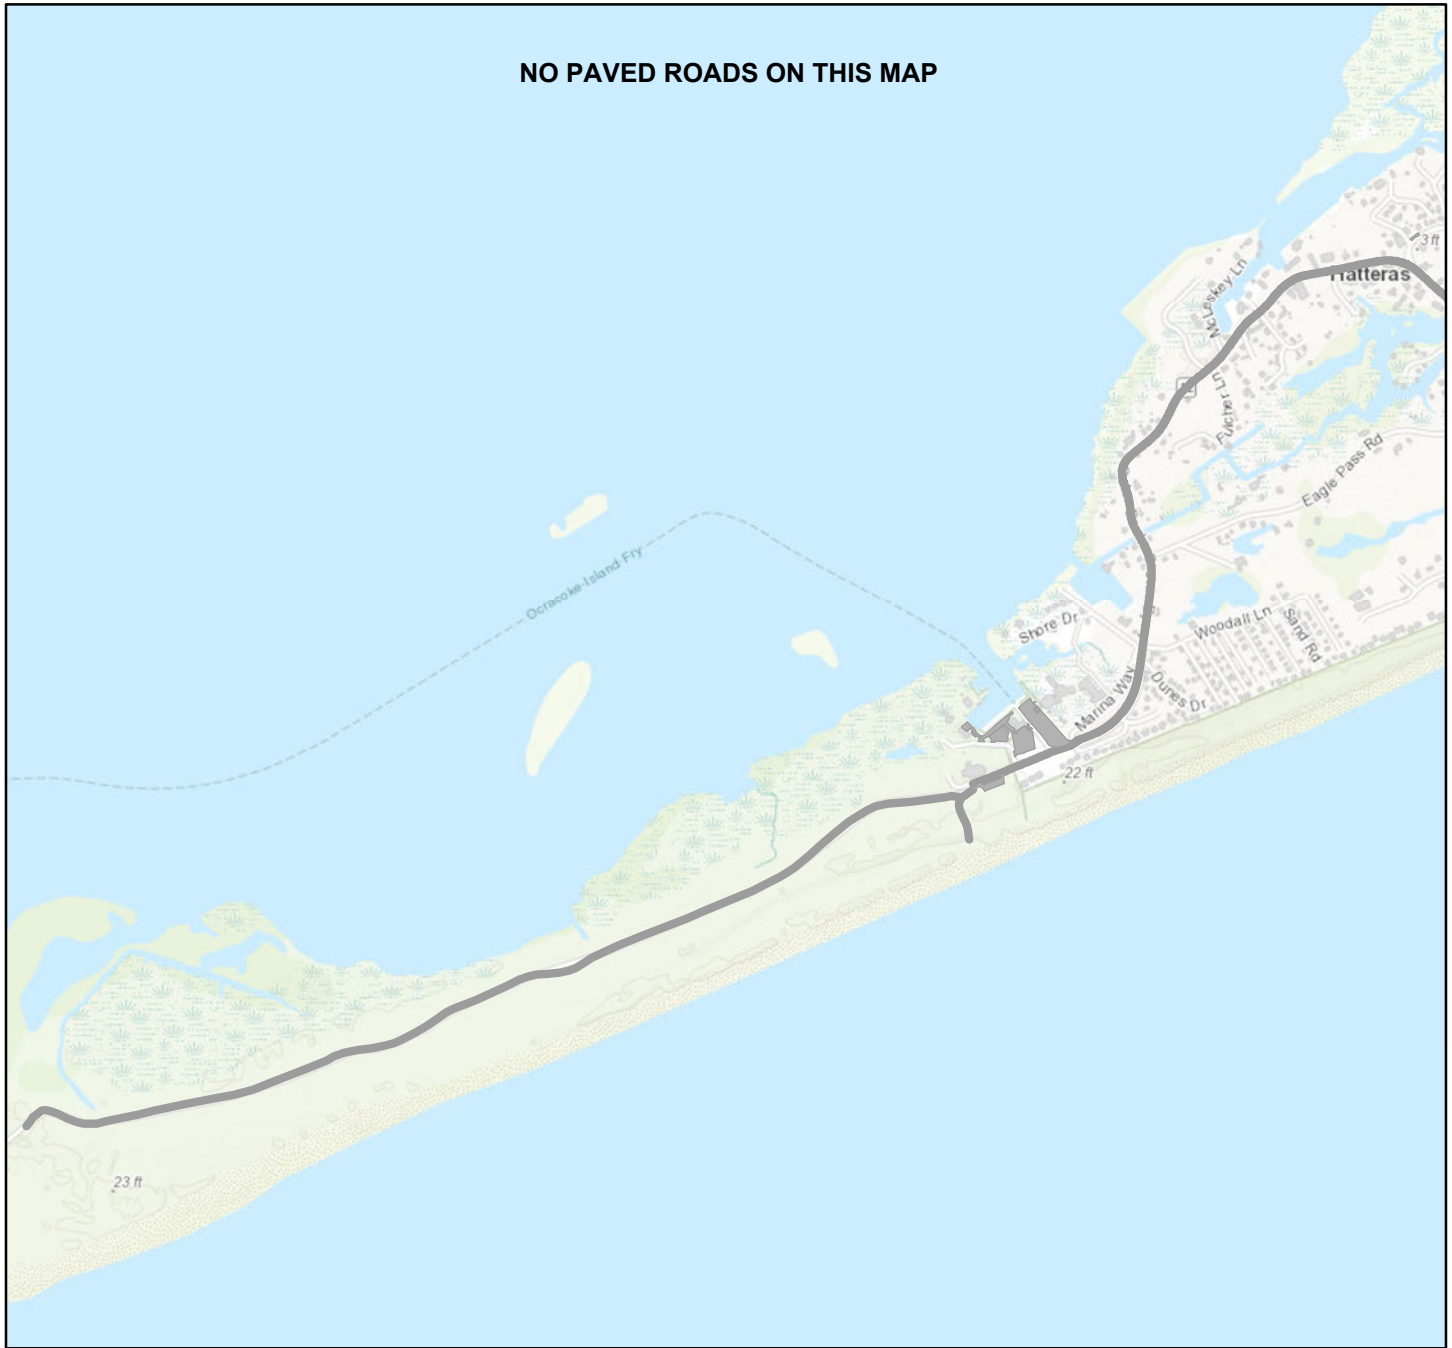 NO PAVED ROADS ON THIS MAP
3 ft
Hatteras
McLeskey Ln
Fulcher Ln
Eagle Pass Rd
Ocracoke-Island Fry
Shore Dr
Woodall Ln
Sand Rd
Marina Way
Dunes Dr
22 ft
23 ft